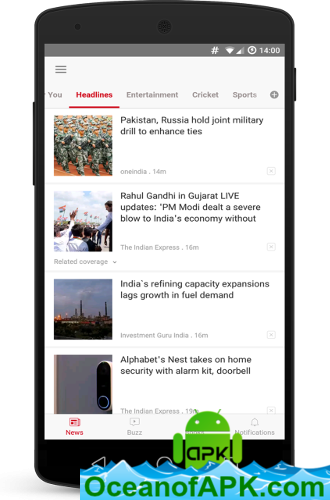 # 14:00
You Headlines Entertainment Cricket Sports
Pakistan, Russia hold joint military
drill to enhance ties
oneindia . 14m
Rahul Gandhi in Gujarat LIVE
updates: 'PM Modi dealt a severe
blow to India's economy without
The Indian Express . 16m
Related coverage
India`s refining capacity expansions
lags growth in fuel demand
Investment Guru India . 16m
Alphabet's Nest takes on home
security with alarm kit, doorbell
The Indian Express . 19m
News Buzz Notifications
apk
OceanofAPK.com